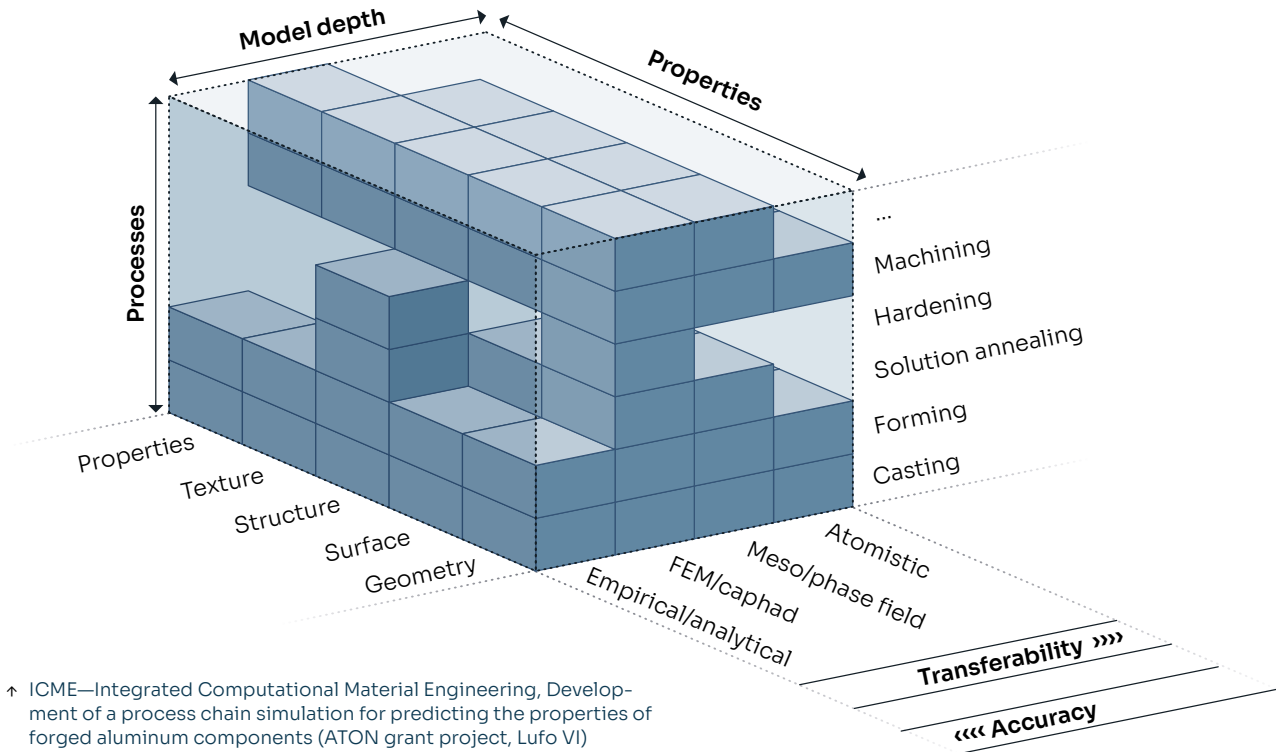 Model depth
Properties
Processes
...
Machining
Hardening
Solution annealing
Forming
Casting
Properties
Texture
Structure
Surface
Geometry
Atomistic
Meso/phase field
FEM/caphad
Empirical/analytical
Transferability ››››
‹‹‹‹ Accuracy
↑ ICME—Integrated Computational Material Engineering, Develop-
ment of a process chain simulation for predicting the properties of
forged aluminum components (ATON grant project, Lufo VI)